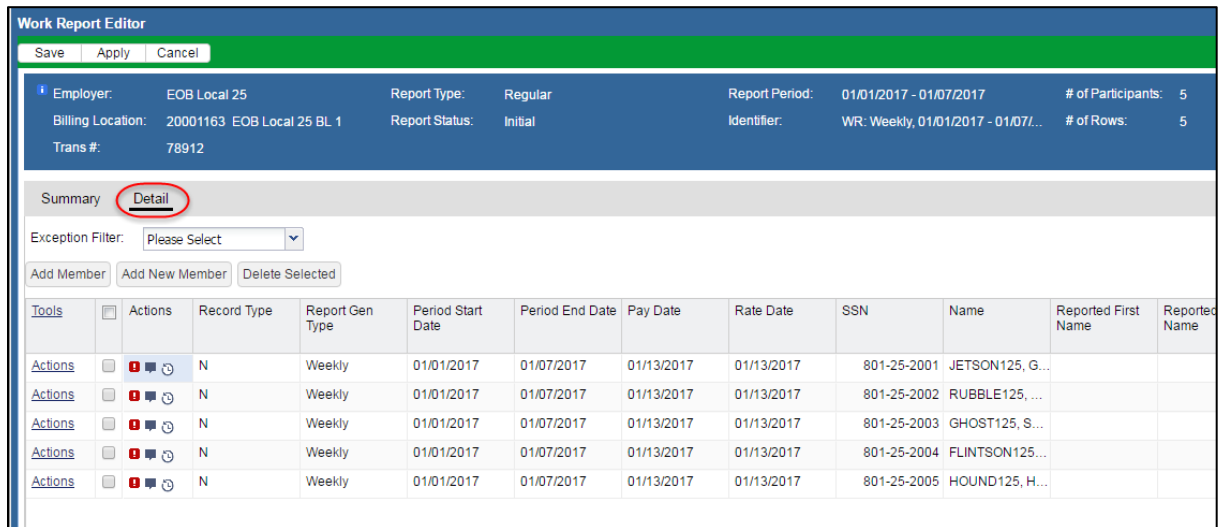 Work Report Editor
Save Apply Cancel
Employer: EOB Local 25 Report Type: Regular Report Period: 01/01/2017 - 01/07/2017 # of Participants: 5
Billing Location: 20001163 EOB Local 25 BL 1 Report Status: Initial Identifier: WR: Weekly, 01/01/2017 - 01/07/... # of Rows: 5
Trans #: 78912
Summary Detail
Exception Filter: Please Select
Add Member Add New Member Delete Selected
Tools Actions Record Type Report Gen Period Start Period End Date Pay Date Rate Date SSN Name Reported First Reported
Type Date Name Name
Actions N Weekly 01/01/2017 01/07/2017 01/13/2017 01/13/2017 801-25-2001 JETSON125, G...
Actions N Weekly 01/01/2017 01/07/2017 01/13/2017 01/13/2017 801-25-2002 RUBBLE125, ...
Actions N Weekly 01/01/2017 01/07/2017 01/13/2017 01/13/2017 801-25-2003 GHOST125, S...
Actions N Weekly 01/01/2017 01/07/2017 01/13/2017 01/13/2017 801-25-2004 FLINTSON125...
Actions N Weekly 01/01/2017 01/07/2017 01/13/2017 01/13/2017 801-25-2005 HOUND125, H...